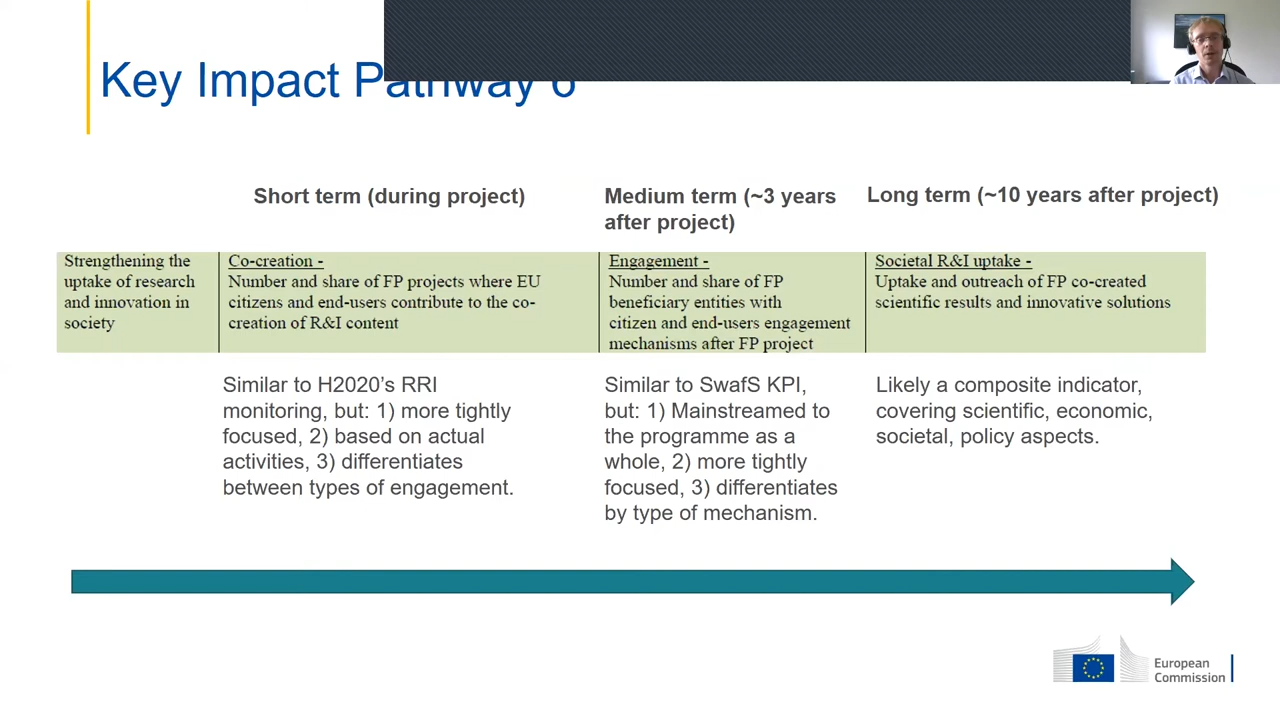 Key Impact Pathway 6
Short term (during project)
Medium term (~3 years
after project)
Long term (~10 years after project)
Strengthening the
uptake of research
and innovation in
society
Co-creation -
Number and share of FP projects where EU
citizens and end-users contribute to the co-
creation of R&I content
Engagement -
Number and share of FP
beneficiary entities with
citizen and end-users engagement
mechanisms after FP project
Societal R&I uptake -
Uptake and outreach of FP co-created
scientific results and innovative solutions
Similar to H2020’s RRI
monitoring, but: 1) more tightly
focused, 2) based on actual
activities, 3) differentiates
between types of engagement.
Similar to SwafS KPI,
but: 1) Mainstreamed to
the programme as a
whole, 2) more tightly
focused, 3) differentiates
by type of mechanism.
Likely a composite indicator,
covering scientific, economic,
societal, policy aspects.
European
Commission